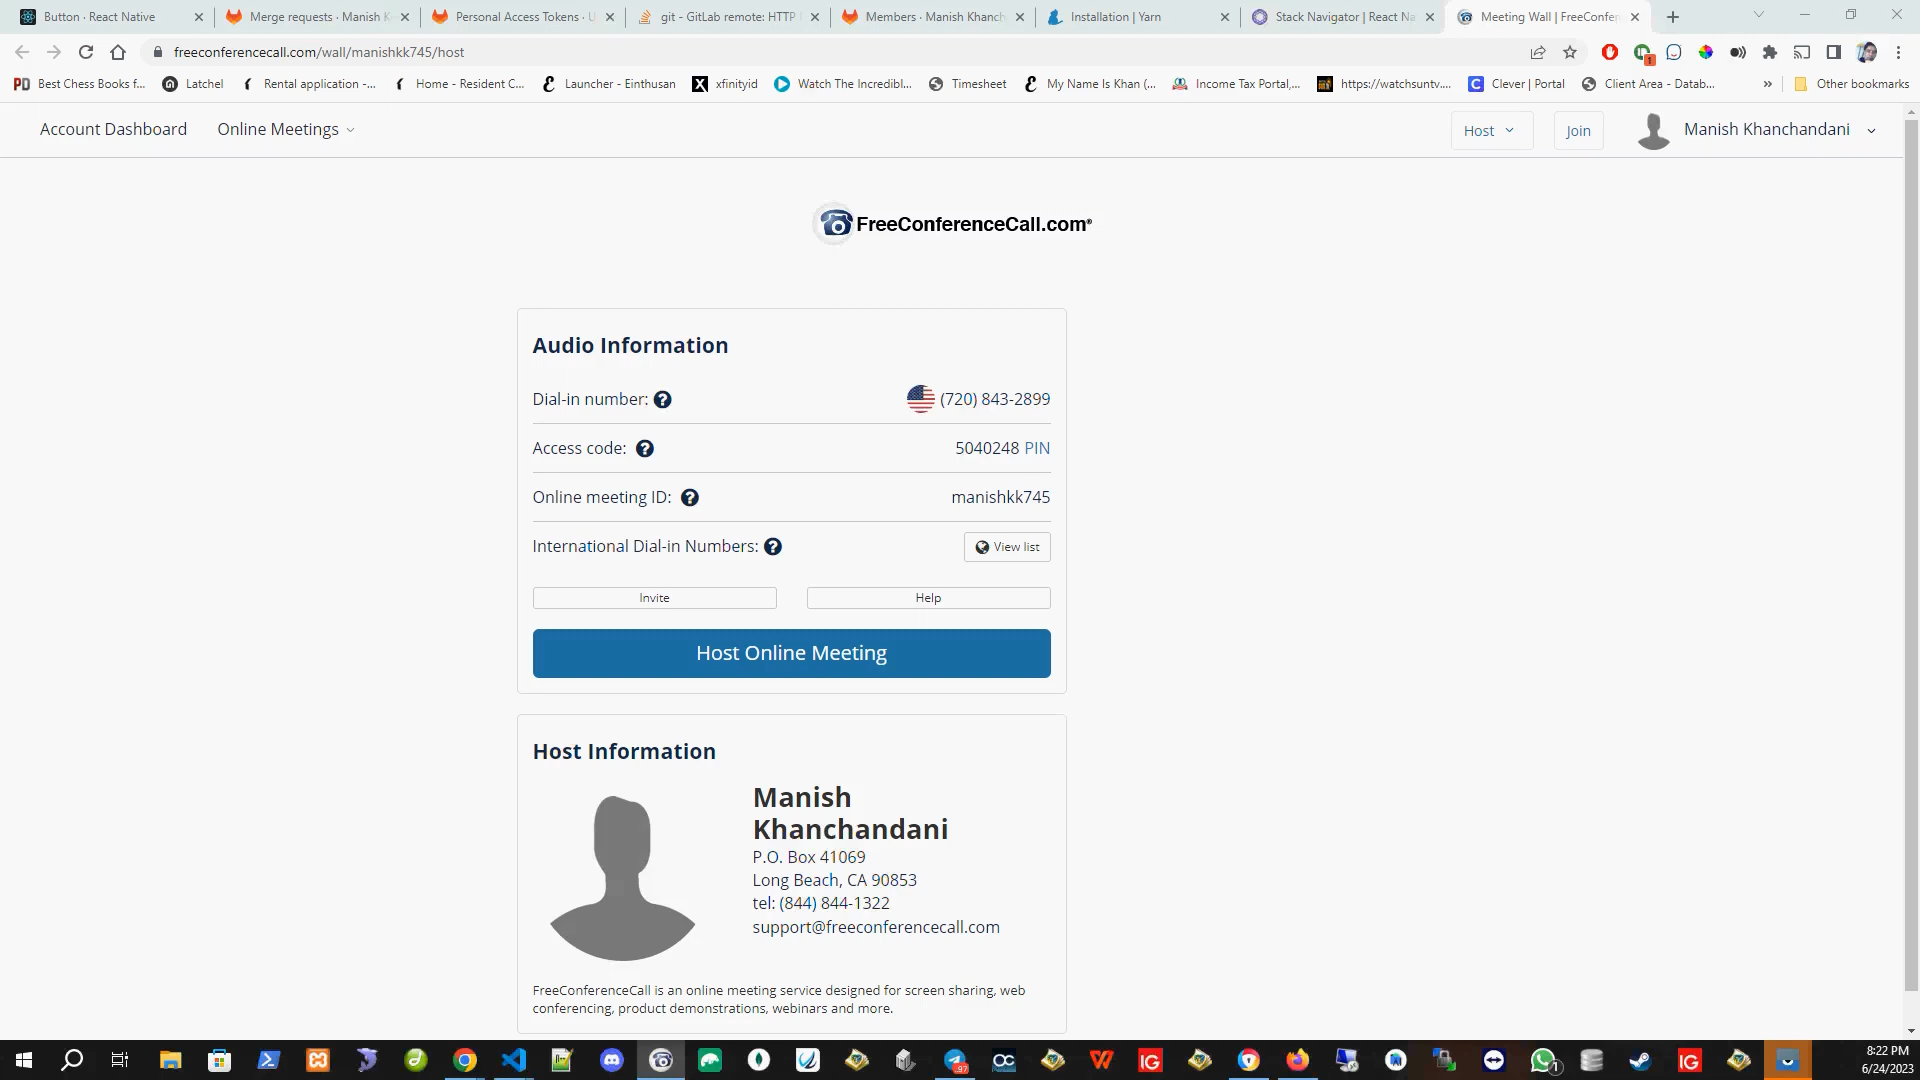 Button · React Native
Merge requests · Manish K
Personal Access Tokens · U
git - GitLab remote: HTTP
Members · Manish Khanch
Installation | Yarn
Stack Navigator | React Na
Meeting Wall | FreeConfere
freeconferencecall.com/wall/manishkk745/host
1
Best Chess Books f...
Latchel
Rental application -...
Home - Resident C...
Launcher - Einthusan
xfinityid
Watch The Incredibl...
Timesheet
My Name Is Khan (...
Income Tax Portal,...
https://watchsuntv....
Clever | Portal
Client Area - Datab...
»
Other bookmarks
Account Dashboard
Online Meetings
Host
Join
Manish Khanchandani
FreeConferenceCall.com®
Audio Information
Dial-in number: ?
(720) 843-2899
Access code: ?
5040248 PIN
Online meeting ID: ?
manishkk745
International Dial-in Numbers: ?
View list
Invite
Help
Host Online Meeting
Host Information
Manish
Khanchandani
P.O. Box 41069
Long Beach, CA 90853
tel: (844) 844-1322
support@freeconferencecall.com
FreeConferenceCall is an online meeting service designed for screen sharing, web
conferencing, product demonstrations, webinars and more.
97
OC
IG
1
IG
8:22 PM
6/24/2023